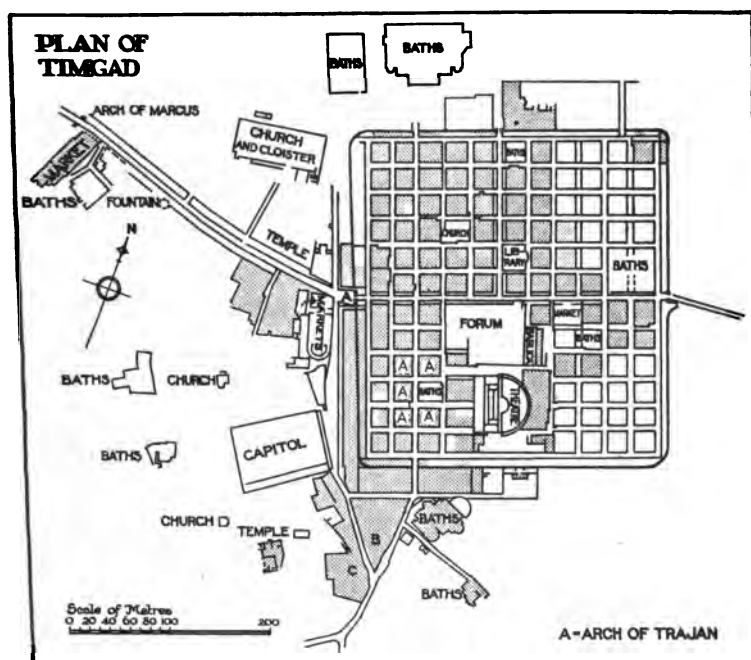 PLAN OF
TIMGAD
BATHS
BATHS
ARCH OF MARCUS
CHURCH
AND CLOISTER
MARKET
BATHS
FOUNTAIN
TEMPLE
N
BATHS
CHURCH
LIB
RARY
BATHS
A
MARKETS
FORUM
MARKET
BASILICA
BATHS
BATHS
CHURCH
A
A
A
BATHS
A
A
THEATRE
CAPITOL
BATHS
CHURCH
TEMPLE
BATHS
B
C
BATHS
Scale of Metres
0 20 40 60 80 100
200
A=ARCH OF TRAJAN